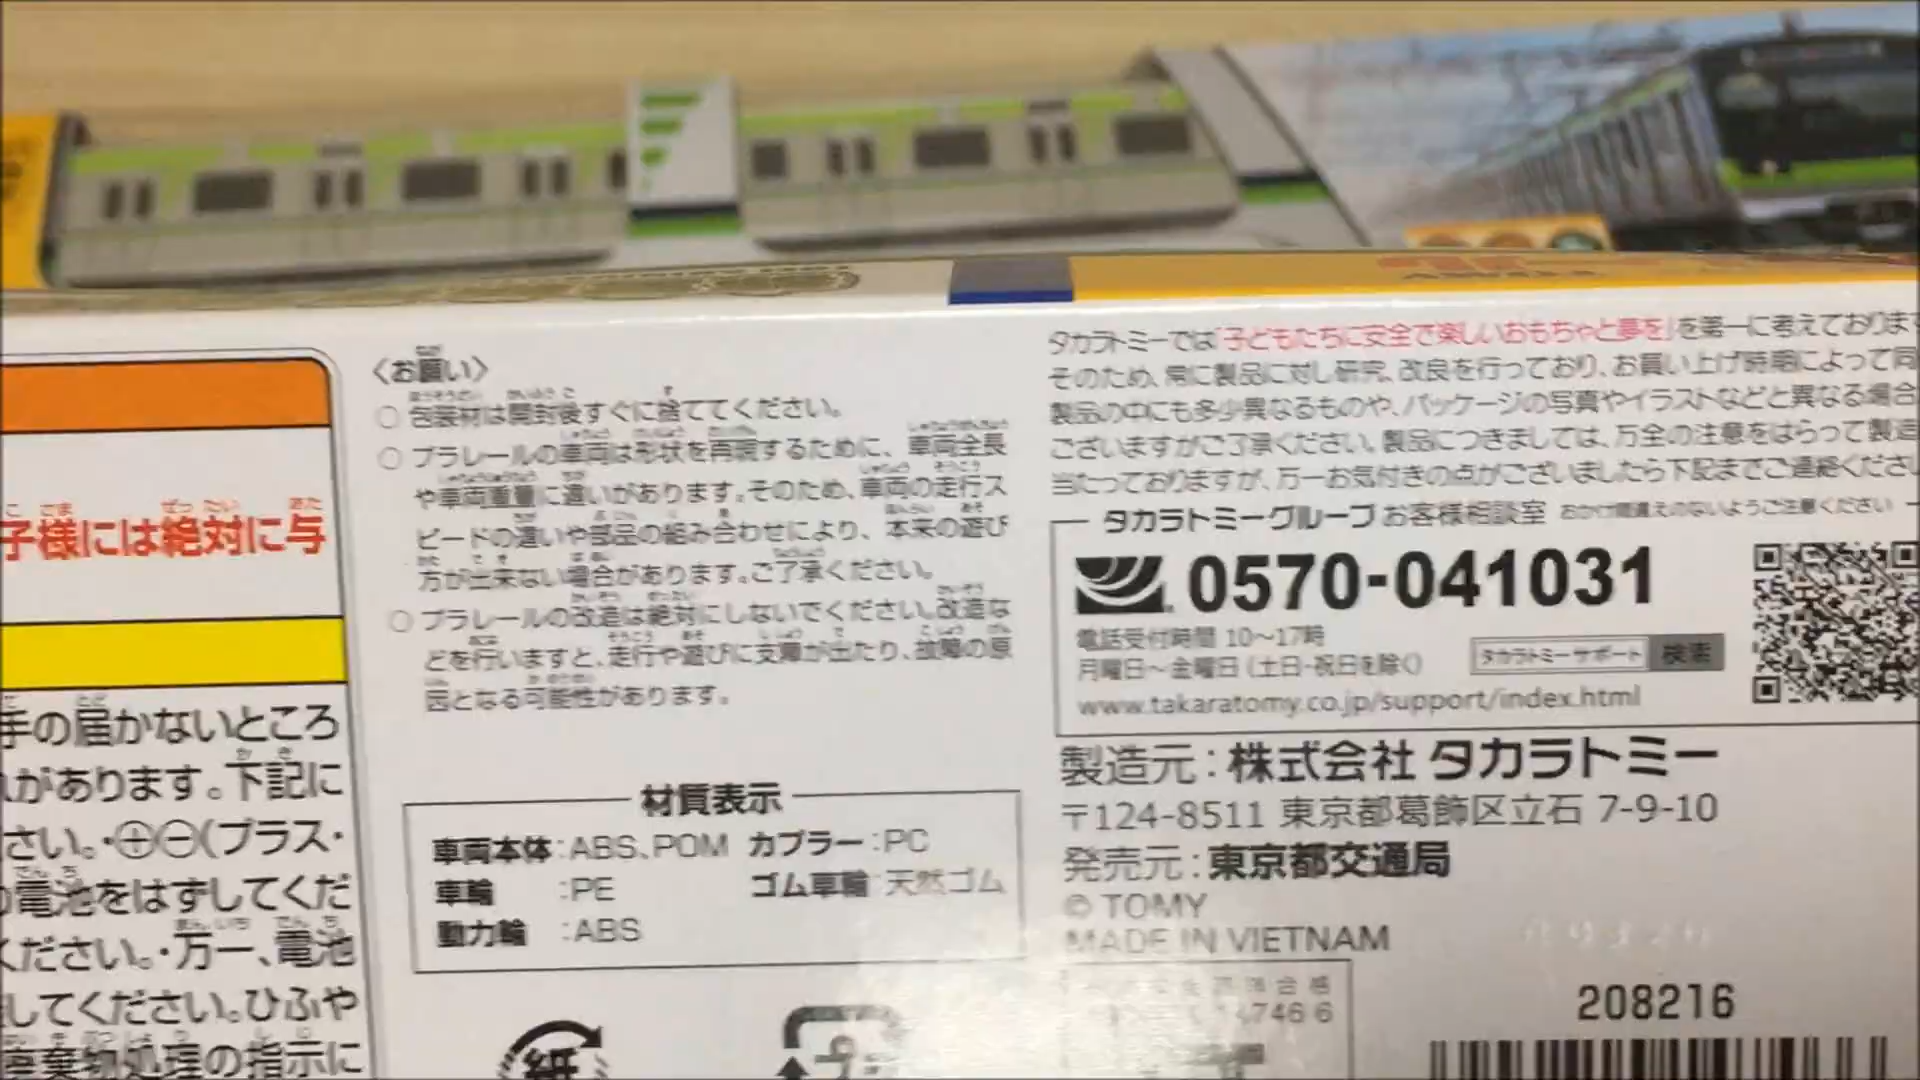 子様には絶対に与
手の届かないところ
があります。下記に
さい。・⊕⊖(プラス・
電池をはずしてくだ
ください。・万一、電池
してください。ひふや
廃棄物処理の指示に
〈お願い〉
○ 包装材は開封後すぐに捨ててください。
○ プラレールの車両は形状を再現するために、車両全長
や車両重量に違いがあります。そのため、車両の走行ス
ピードの違いや部品の組み合わせにより、本来の遊び
方が出来ない場合があります。ご了承ください。
○ プラレールの改造は絶対にしないでください。改造な
どを行いますと、走行や遊びに支障が出たり、故障の原
因となる可能性があります。
材質表示
車両本体:ABS、POM カプラー:PC
車輪 :PE ゴム車輪:天然ゴム
動力輪 :ABS
紙
プ
タカラトミーでは「子どもたちに安全で楽しいおもちゃと夢を」を第一に考えております
そのため、常に製品に対し研究、改良を行っており、お買い上げ時期によって同
製品の中にも多少異なるものや、パッケージの写真やイラストなどと異なる場合
ございますがご了承ください。製品につきましては、万全の注意をはらって製造
当たっておりますが、万一お気付きの点がございましたら下記までご連絡くださ
タカラトミーグループお客様相談室 おかけ間違えのないようご注意ください
0570-041031
電話受付時間 10〜17時
月曜日〜金曜日(土日・祝日を除く)
タカラトミーサポート 検索
www.takaratomy.co.jp/support/index.html
製造元:株式会社 タカラトミー
〒124-8511 東京都葛飾区立石 7-9-10
発売元:東京都交通局
© TOMY
MADE IN VIETNAM
合格
7466
208216